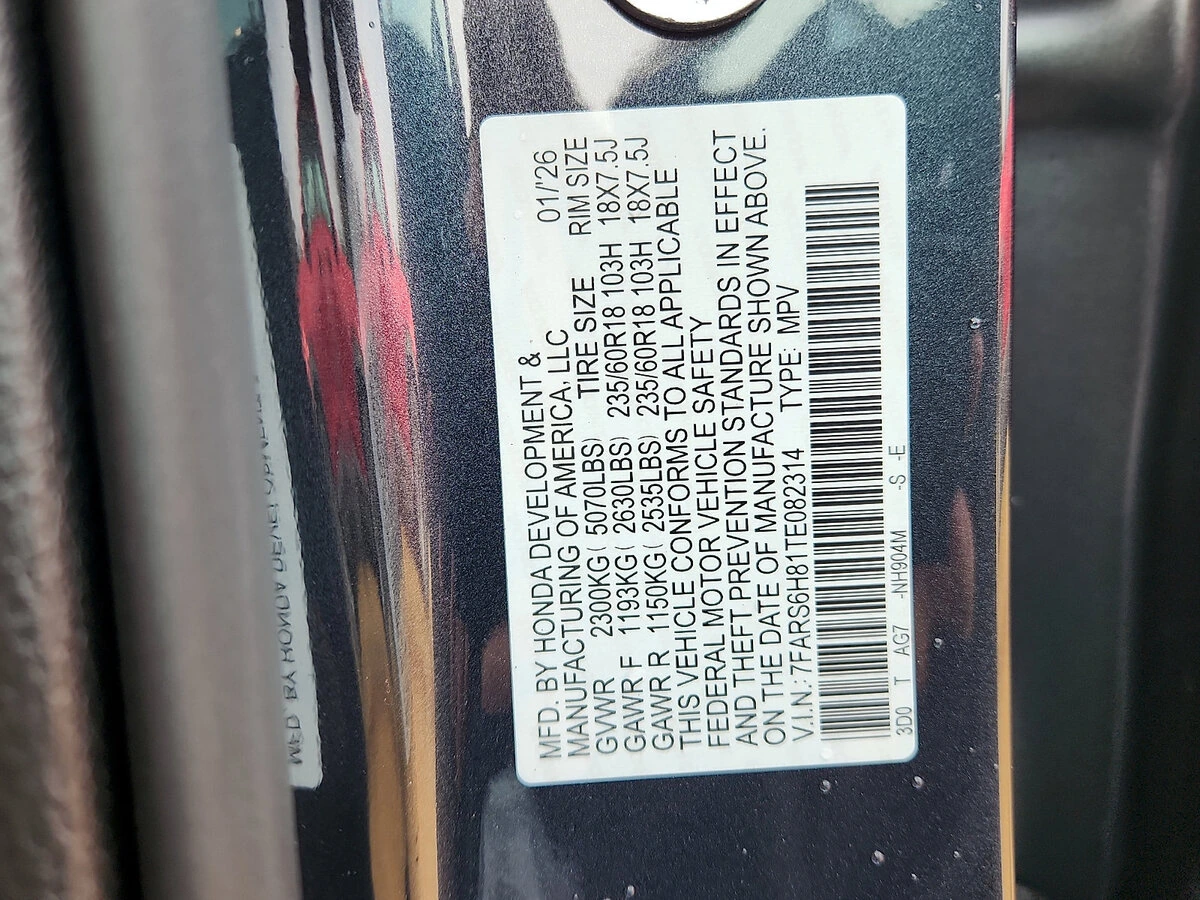 MFD. BY HONDA DEVELOPMENT & 01/'26
MANUFACTURING OF AMERICA, LLC
TIRE SIZE RIM SIZE
GVWR 2300KG ( 5070LBS)
GAWR F 1193KG ( 2630LBS) 235/60R18 103H 18X7.5J
GAWR R 1150KG ( 2535LBS) 235/60R18 103H 18X7.5J
THIS VEHICLE CONFORMS TO ALL APPLICABLE
FEDERAL MOTOR VEHICLE SAFETY
AND THEFT PREVENTION STANDARDS IN EFFECT
ON THE DATE OF MANUFACTURE SHOWN ABOVE.
V.I.N.: 7FARS6H81TE082314 TYPE: MPV
3D0 T AG7 -NH904M -S -E